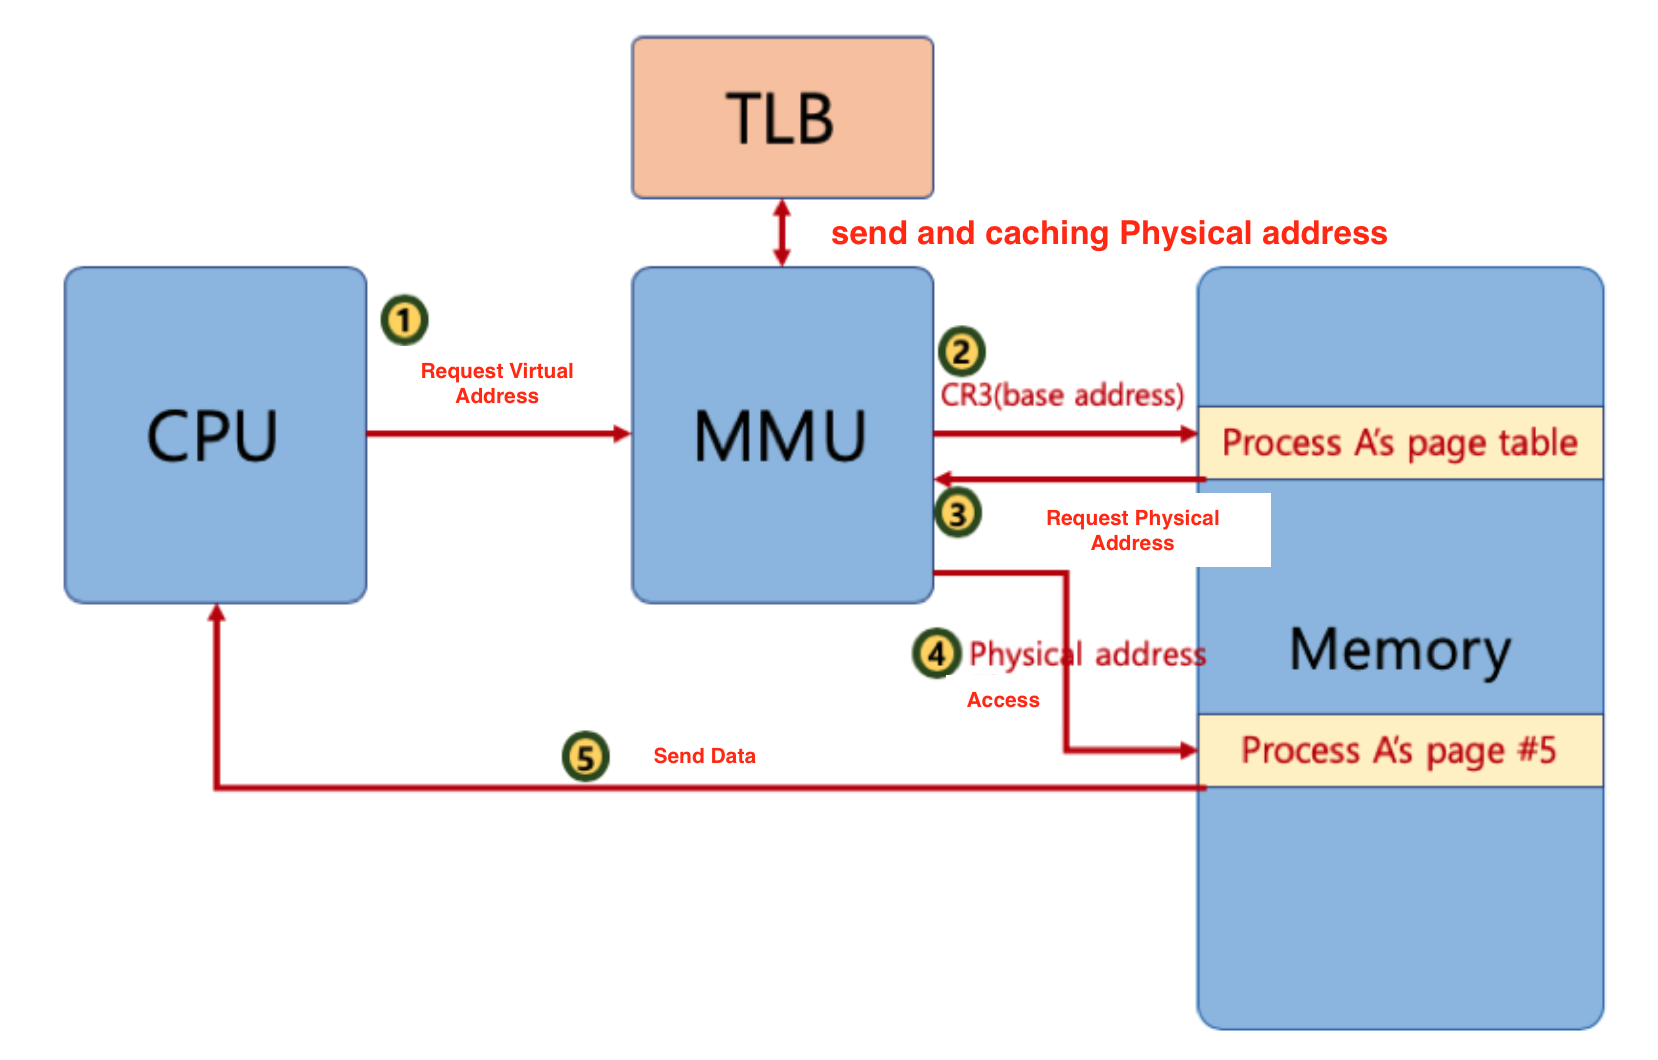 TLB
send and caching Physical address
1
Request Virtual
Address
CPU
MMU
2
CR3(base address)
Process A's page table
3
Request Physical
Address
Memory
4
Physical address
Access
Process A's page #5
5
Send Data